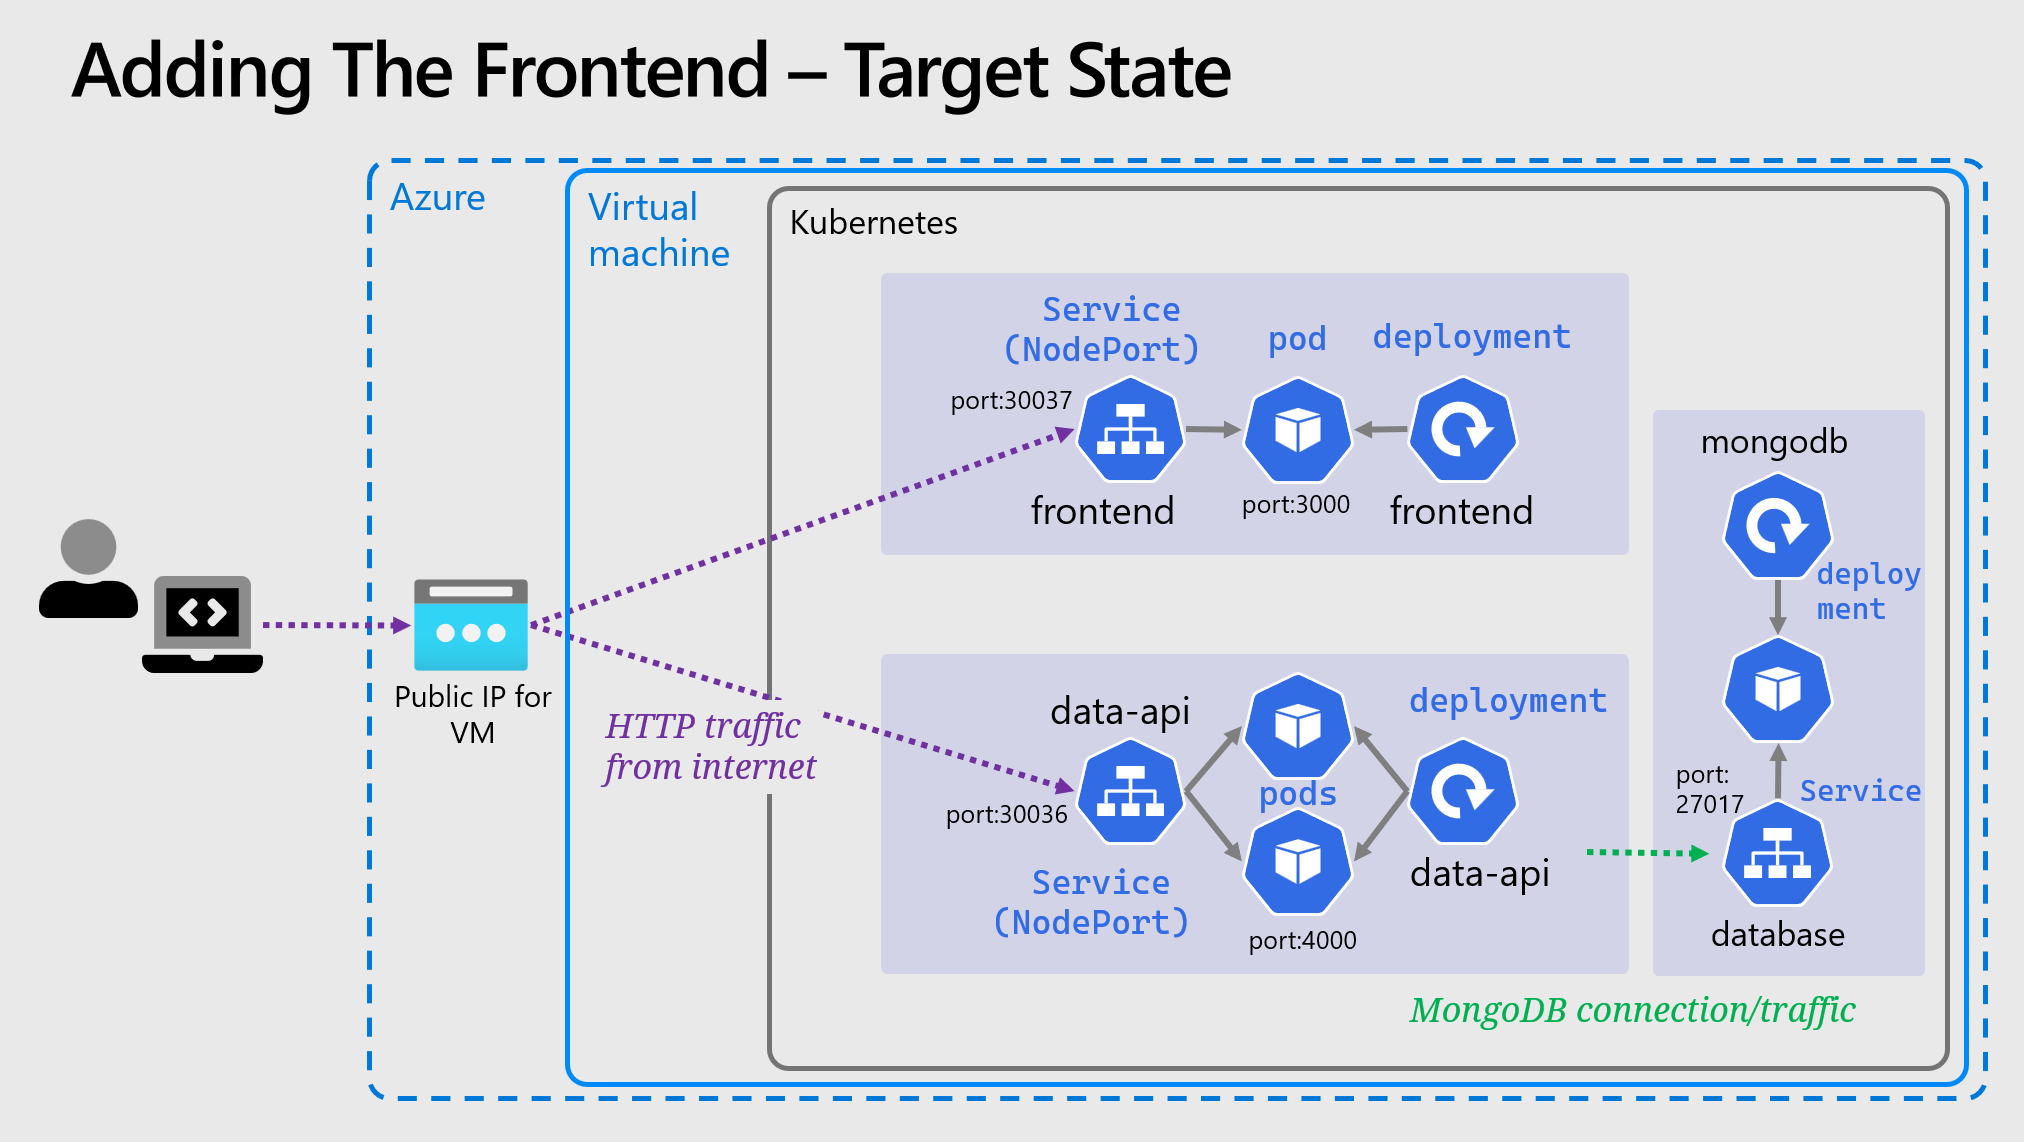 Adding The Frontend – Target State
Azure
Virtual
machine
Kubernetes
Service
(NodePort)
pod
deployment
port:30037
frontend
port:3000
frontend
mongodb
deploy
ment
port:
27017
Service
database
Public IP for
VM
HTTP traffic
from internet
data-api
deployment
pods
port:30036
data-api
Service
(NodePort)
port:4000
MongoDB connection/traffic